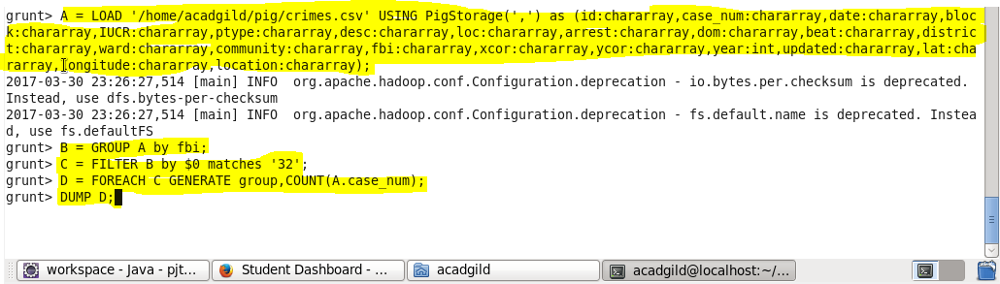 grunt> A = LOAD '/home/acadgild/pig/crimes.csv' USING PigStorage(',') as (id:chararray,case_num:chararray,date:chararray,bloc
k:chararray,IUCR:chararray,ptype:chararray,desc:chararray,loc:chararray,arrest:chararray,dom:chararray,beat:chararray,distric
t:chararray,ward:chararray,community:chararray,fbi:chararray,xcor:chararray,ycor:chararray,year:int,updated:chararray,lat:cha
rarray,longitude:chararray,location:chararray);
2017-03-30 23:26:27,514 [main] INFO  org.apache.hadoop.conf.Configuration.deprecation - io.bytes.per.checksum is deprecated.
Instead, use dfs.bytes-per-checksum
2017-03-30 23:26:27,514 [main] INFO  org.apache.hadoop.conf.Configuration.deprecation - fs.default.name is deprecated. Instea
d, use fs.defaultFS
grunt> B = GROUP A by fbi;
grunt> C = FILTER B by $0 matches '32';
grunt> D = FOREACH C GENERATE group,COUNT(A.case_num);
grunt> DUMP D;
workspace - Java - pjt... Student Dashboard - ... acadgild acadgild@localhost:~/...